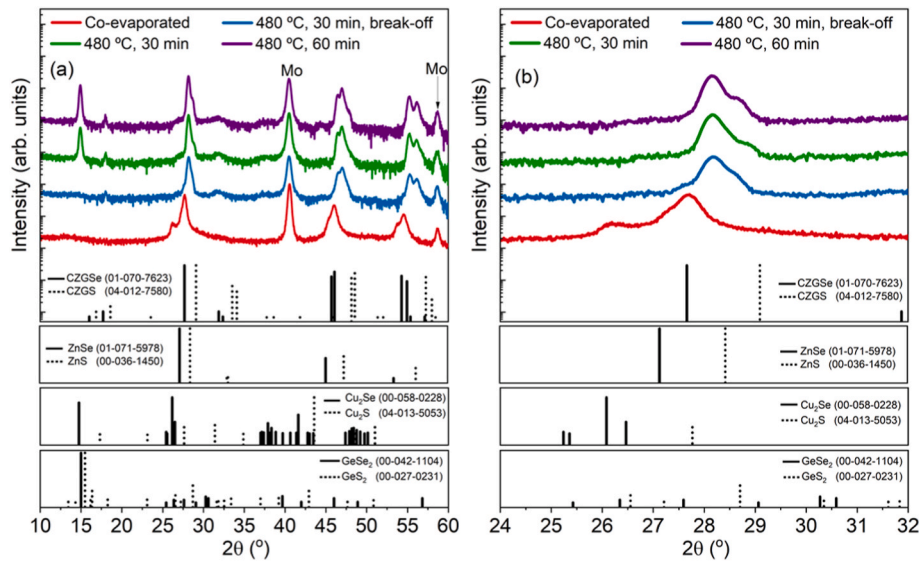 Co-evaporated
480 ºC, 30 min, break-off
480 ºC, 30 min
480 ºC, 60 min
(a)
Mo
Mo
Intensity (arb. units)
CZGSe (01-070-7623)
CZGS (04-012-7580)
ZnSe (01-071-5978)
ZnS (00-036-1450)
Cu₂Se (00-058-0228)
Cu₂S (04-013-5053)
GeSe₂ (00-042-1104)
GeS₂ (00-027-0231)
10 15 20 25 30 35 40 45 50 55 60
2θ (º)
Co-evaporated
480 ºC, 30 min, break-off
480 ºC, 30 min
480 ºC, 60 min
(b)
Intensity (arb. units)
CZGSe (01-070-7623)
CZGS (04-012-7580)
ZnSe (01-071-5978)
ZnS (00-036-1450)
Cu₂Se (00-058-0228)
Cu₂S (04-013-5053)
GeSe₂ (00-042-1104)
GeS₂ (00-027-0231)
24 25 26 27 28 29 30 31 32
2θ (º)